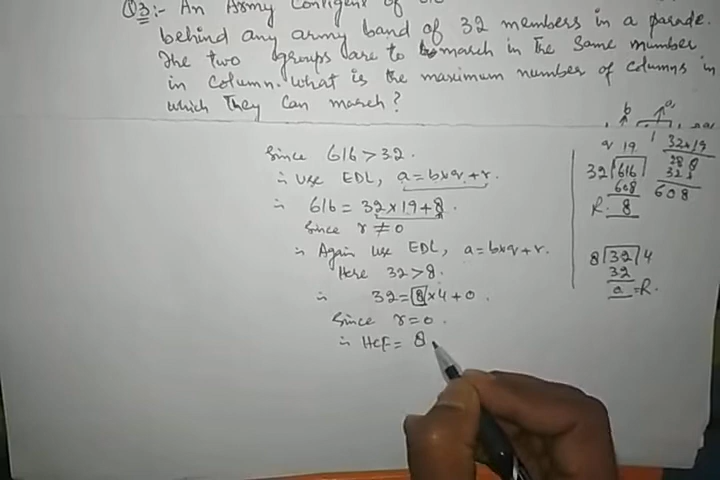 Q3:- An Army Contigent of
behind any army band of 32 members in a parade.
The two groups are to march in the same number
in column. what is the maximum number of columns in
which they can march?
Since 616 > 32.
∴ use EDL, a = b×q + r.
∴ 616 = 32×19+8.
Since r ≠ 0
∴ Again use EDL, a = b×q + r.
Here 32 > 8.
∴ 32 = 8×4 + 0.
Since r = 0.
∴ HCF = 8
b a
q 19
32 616
608
R. 8
32×19
288
32×
608
8 32 4
32
0 = R.